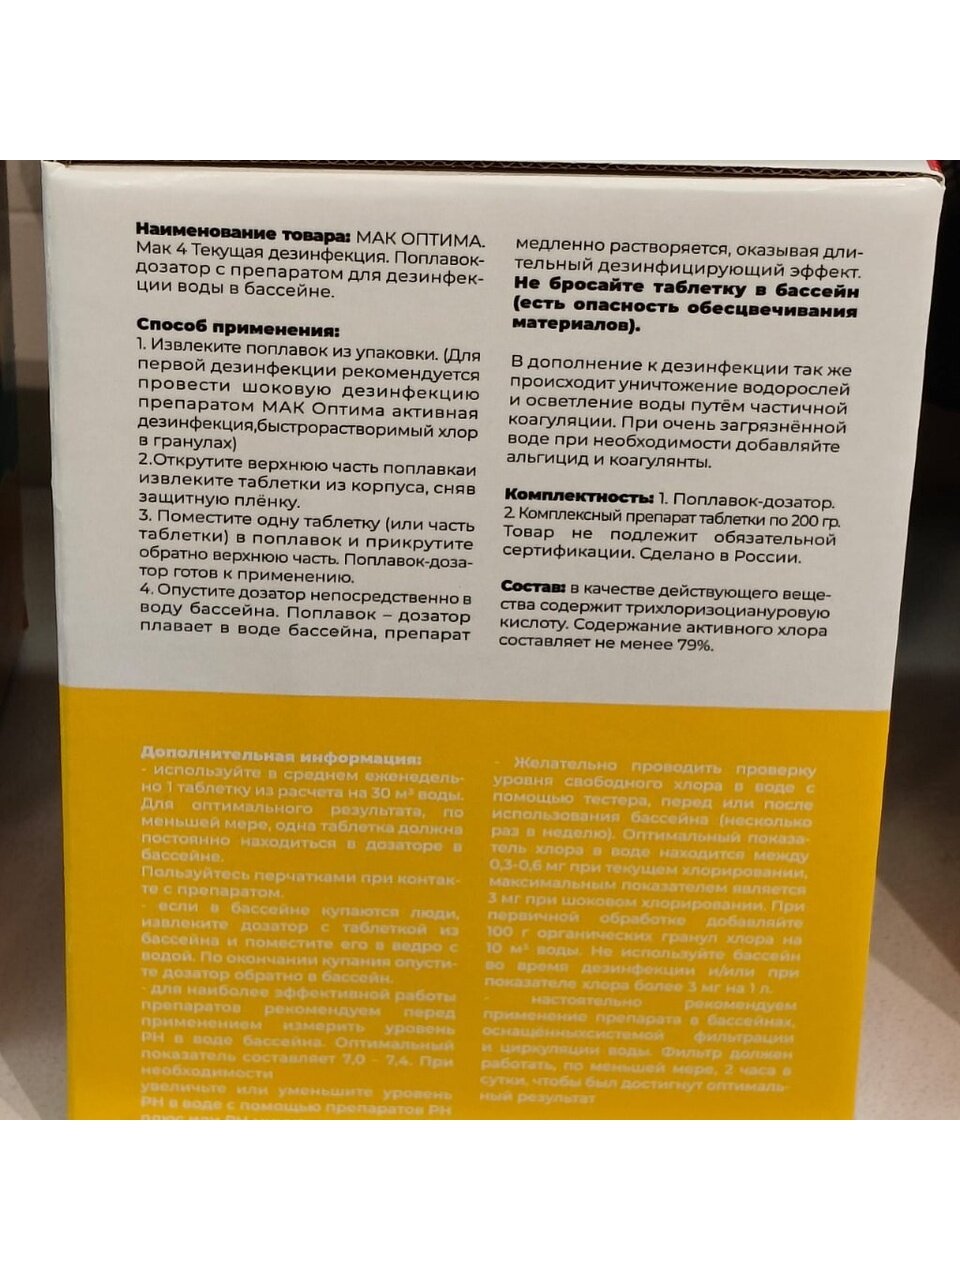 Наименование товара: МАК ОПТИМА.
Мак 4 Текущая дезинфекция. Поплавок-
дозатор с препаратом для дезинфек-
ции воды в бассейне.
Способ применения:
1. Извлеките поплавок из упаковки. (Для
первой дезинфекции рекомендуется
провести шоковую дезинфекцию
препаратом МАК Оптима активная
дезинфекция,быстрорастворимый хлор
в гранулах)
2.Открутите верхнюю часть поплавкаи
извлеките таблетки из корпуса, сняв
защитную плёнку.
3. Поместите одну таблетку (или часть
таблетки) в поплавок и прикрутите
обратно верхнюю часть. Поплавок-доза-
тор готов к применению.
4. Опустите дозатор непосредственно в
воду бассейна. Поплавок – дозатор
плавает в воде бассейна, препарат
медленно растворяется, оказывая дли-
тельный дезинфицирующий эффект.
Не бросайте таблетку в бассейн
(есть опасность обесцвечивания
материалов).
В дополнение к дезинфекции так же
происходит уничтожение водорослей
и осветление воды путём частичной
коагуляции. При очень загрязнённой
воде при необходимости добавляйте
альгицид и коагулянты.
Комплектность: 1. Поплавок-дозатор.
2. Комплексный препарат таблетки по 200 гр.
Товар не подлежит обязательной
сертификации. Сделано в России.
Состав: в качестве действующего веще-
ства содержит трихлоризоциануровую
кислоту. Содержание активного хлора
составляет не менее 79%.
Дополнительная информация:
- используйте в среднем еженедель-
но 1 таблетку из расчета на 30 м³ воды.
Для оптимального результата, по
меньшей мере, одна таблетка должна
постоянно находиться в дозаторе в
бассейне.
Пользуйтесь перчатками при контак-
те с препаратом.
- если в бассейне купаются люди,
извлеките дозатор с таблеткой из
бассейна и поместите его в ведро с
водой. По окончании купания опусти-
те дозатор обратно в бассейн.
- для наиболее эффективной работы
препаратов рекомендуем перед
применением измерить уровень
PH в воде бассейна. Оптимальный
показатель составляет 7,0 – 7,4. При
необходимости
увеличьте или уменьшите уровень
PH в воде с помощью препаратов PH
плюс или PH
- Желательно проводить проверку
уровня свободного хлора в воде с
помощью тестера, перед или после
использования бассейна (несколько
раз в неделю). Оптимальный показа-
тель хлора в воде находится между
0,3-0,6 мг при текущем хлорировании,
максимальным показателем является
3 мг при шоковом хлорировании. При
первичной обработке добавляйте
100 г органических гранул хлора на
10 м³ воды. Не используйте бассейн
во время дезинфекции и/или при
показателе хлора более 3 мг на 1 л.
- настоятельно рекомендуем
применение препарата в бассейнах,
оснащённыхсистемой фильтрации
и циркуляции воды. Фильтр должен
работать, по меньшей мере, 2 часа в
сутки, чтобы был достигнут оптималь-
ный результат